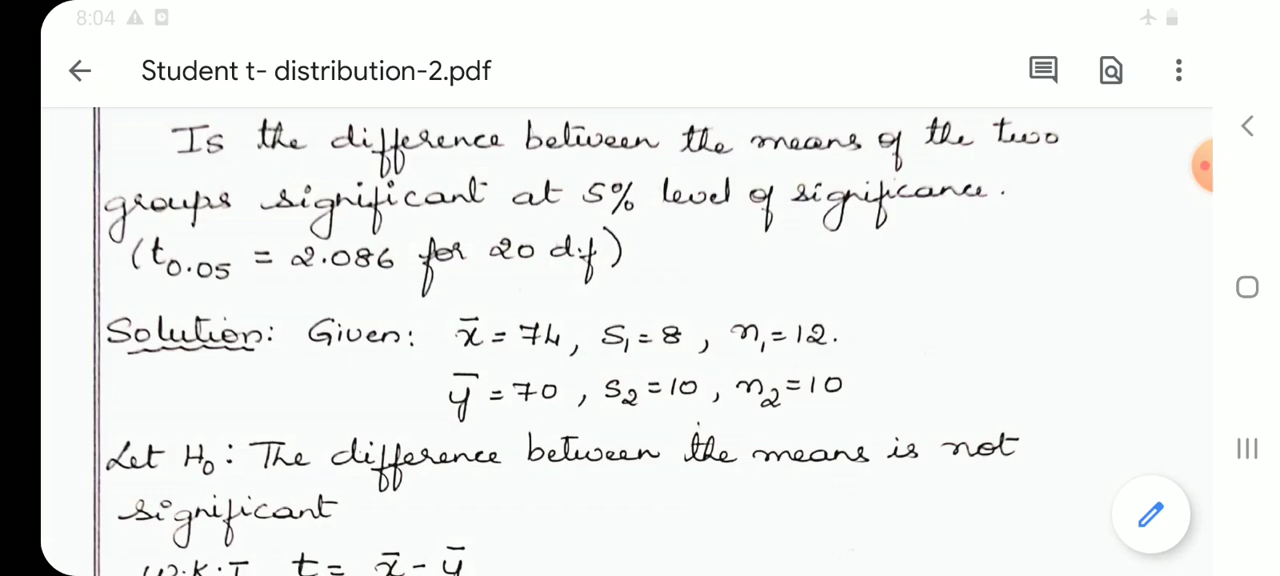 8:04
Student t- distribution-2.pdf
Is the difference between the means of the two
groups significant at 5% level of significance.
(t0.05 = 2.086 for 20 d.f)
Solution: Given: x̄ = 74, S1 = 8, n1 = 12.
ȳ = 70, S2 = 10, n2 = 10
Let H0: The difference between the means is not
significant
W.K.T t = x̄ - ȳ